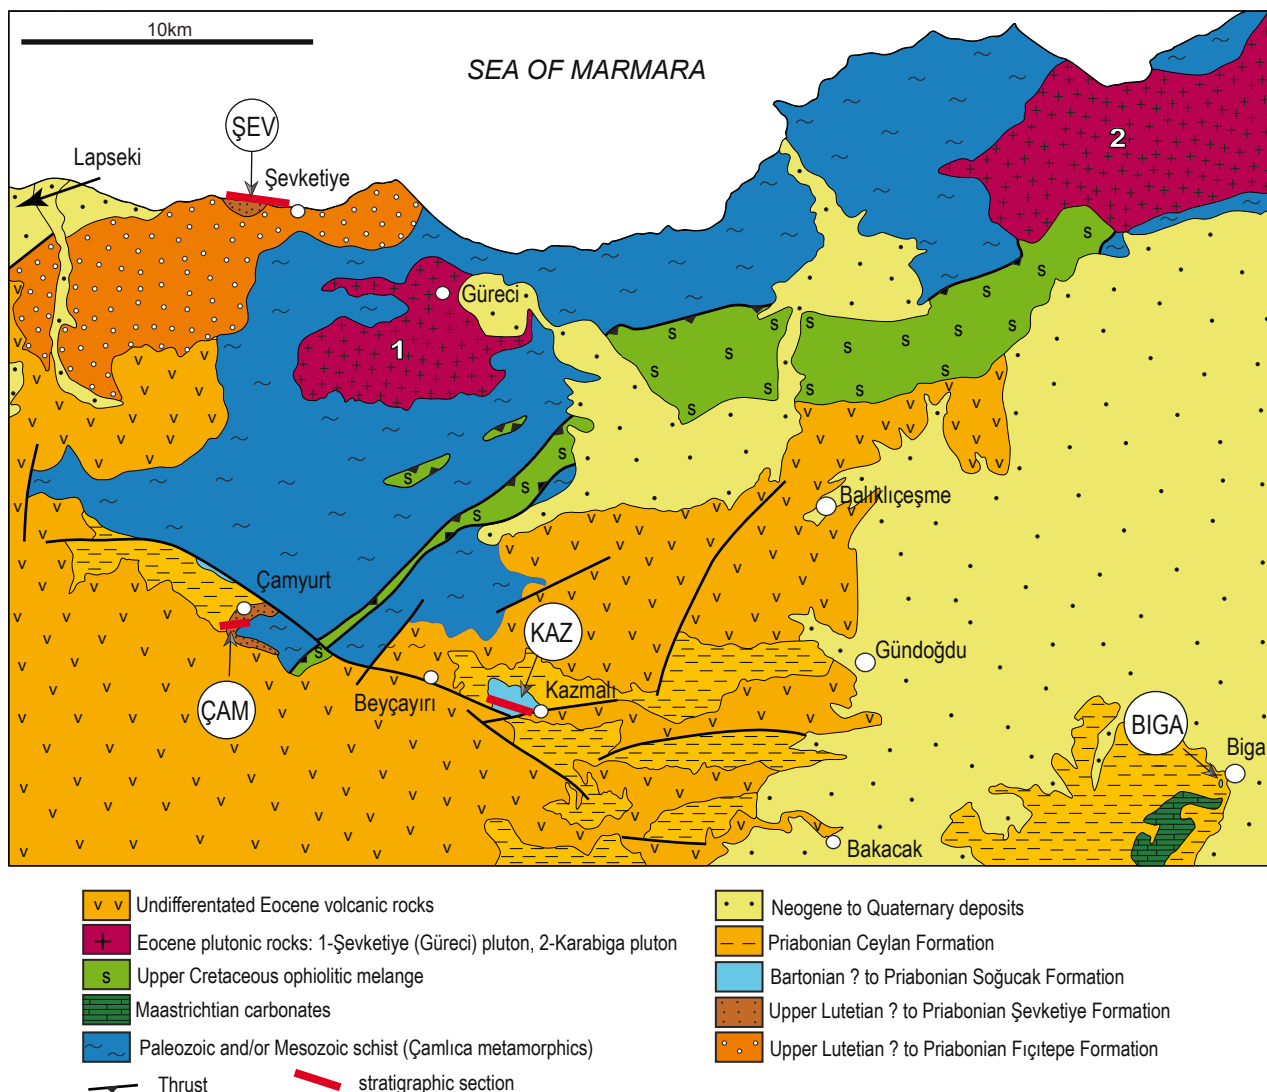 10km
SEA OF MARMARA
ŞEV
Lapseki
Şevketiye
2
Güreci
1
Balıklıçeşme
Çamyurt
KAZ
Gündoğdu
ÇAM
Beyçayırı
Kazmalı
BIGA
Biga
Bakacak
Undifferentated Eocene volcanic rocks
Eocene plutonic rocks: 1-Şevketiye (Güreci) pluton, 2-Karabiga pluton
Upper Cretaceous ophiolitic melange
Maastrichtian carbonates
Paleozoic and/or Mesozoic schist (Çamlıca metamorphics)
Thrust
stratigraphic section
Neogene to Quaternary deposits
Priabonian Ceylan Formation
Bartonian ? to Priabonian Soğucak Formation
Upper Lutetian ? to Priabonian Şevketiye Formation
Upper Lutetian ? to Priabonian Fıçıtepe Formation